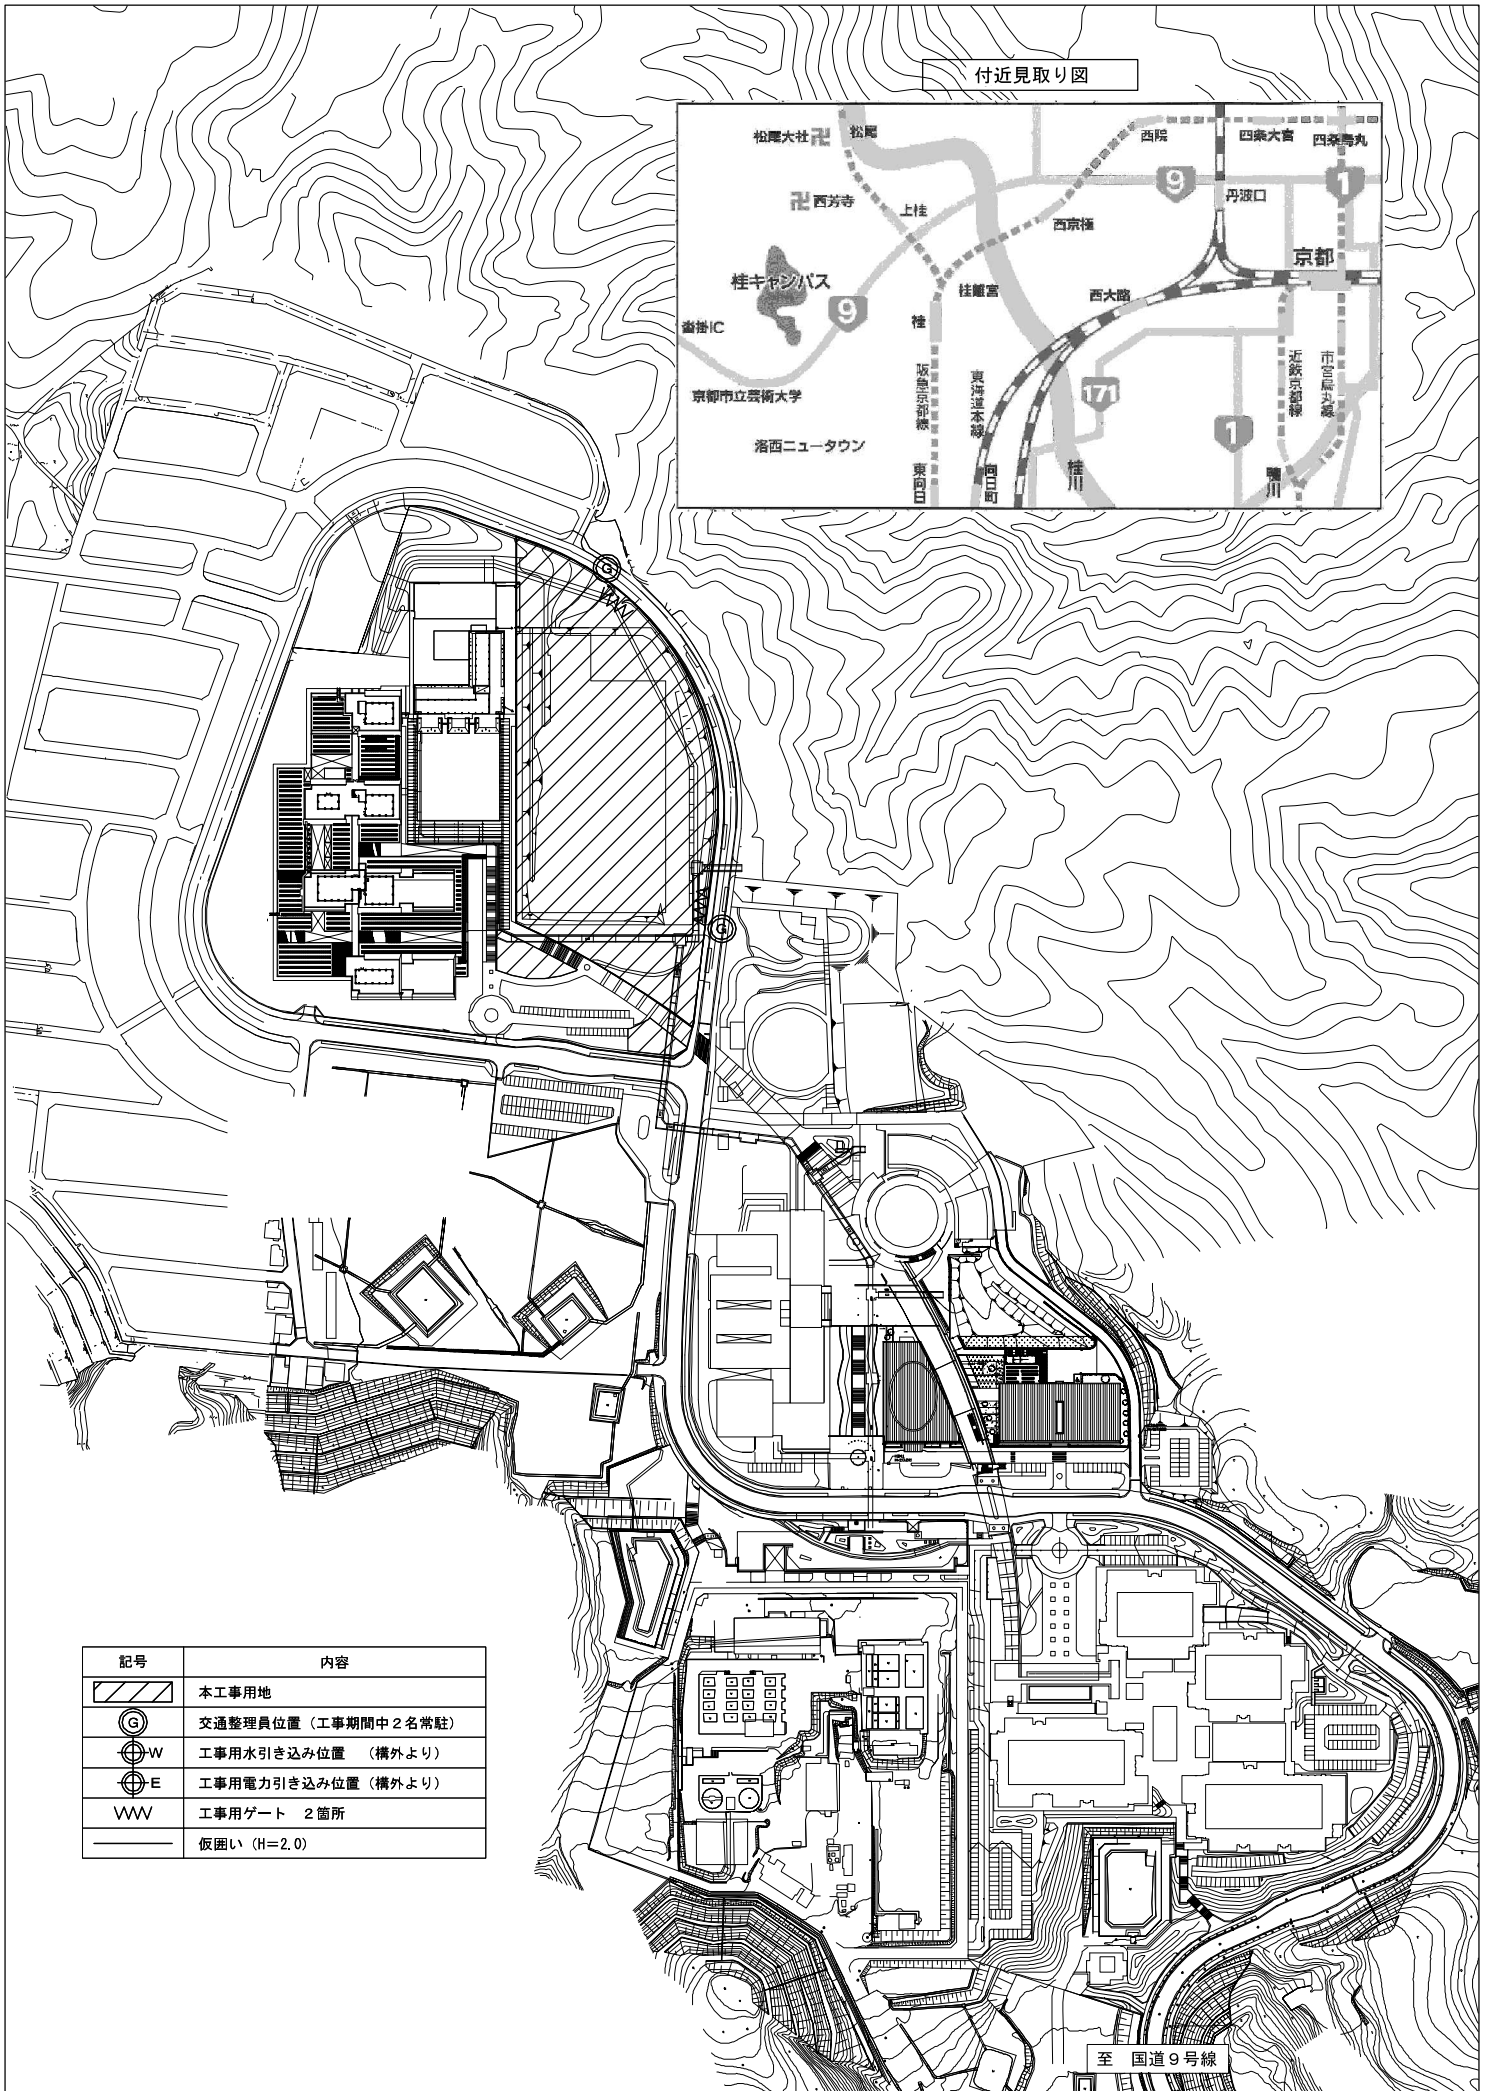 付近見取り図
松尾大社
松尾
西院
四条大宮
四条烏丸
9
1
西芳寺
上桂
丹波口
西京極
京都
桂キャンパス
桂離宮
西大路
9
桂
沓掛IC
阪急京都線
東海道本線
171
近鉄京都線
市営烏丸線
京都市立芸術大学
1
洛西ニュータウン
東向日
向日町
桂川
鴨川
G
G
記号 内容
本工事用地
G 交通整理員位置（工事期間中2名常駐）
W 工事用水引き込み位置 （構外より）
E 工事用電力引き込み位置（構外より）
工事用ゲート 2箇所
仮囲い（H=2.0）
至 国道9号線